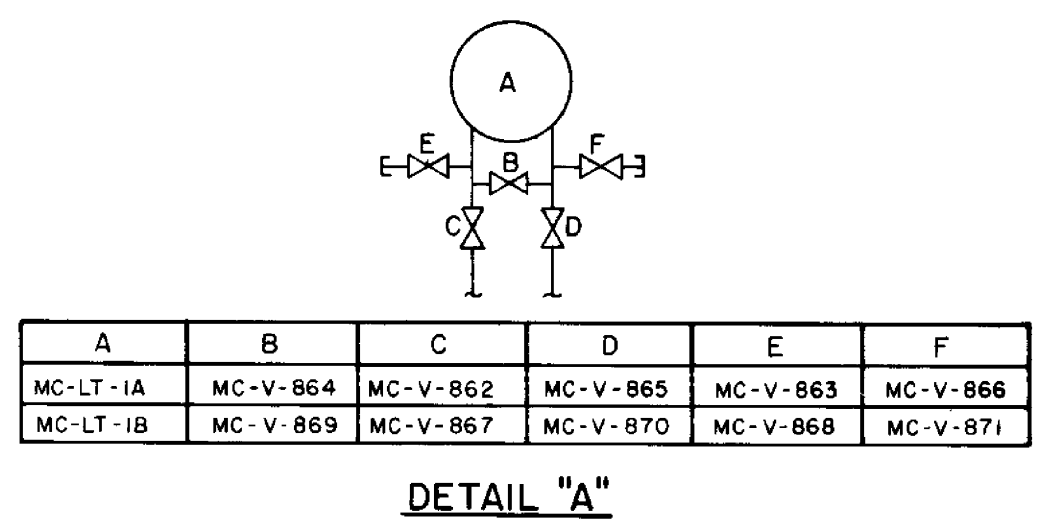 A
E
B
F
C
D
A B C D E F
MC-LT-1A MC-V-864 MC-V-862 MC-V-865 MC-V-863 MC-V-866
MC-LT-1B MC-V-869 MC-V-867 MC-V-870 MC-V-868 MC-V-871
DETAIL "A"